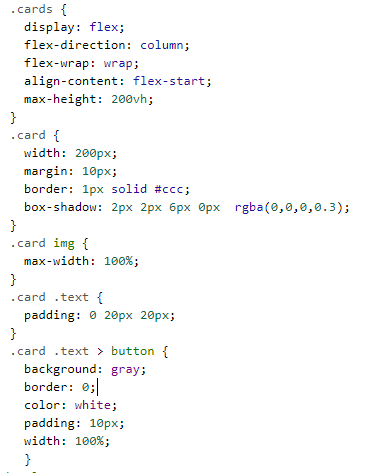 .cards {
  display: flex;
  flex-direction: column;
  flex-wrap: wrap;
  align-content: flex-start;
  max-height: 200vh;
}
.card {
  width: 200px;
  margin: 10px;
  border: 1px solid #ccc;
  box-shadow: 2px 2px 6px 0px  rgba(0,0,0,0.3);
}
.card img {
  max-width: 100%;
}
.card .text {
  padding: 0 20px 20px;
}
.card .text > button {
  background: gray;
  border: 0;
  color: white;
  padding: 10px;
  width: 100%;
  }